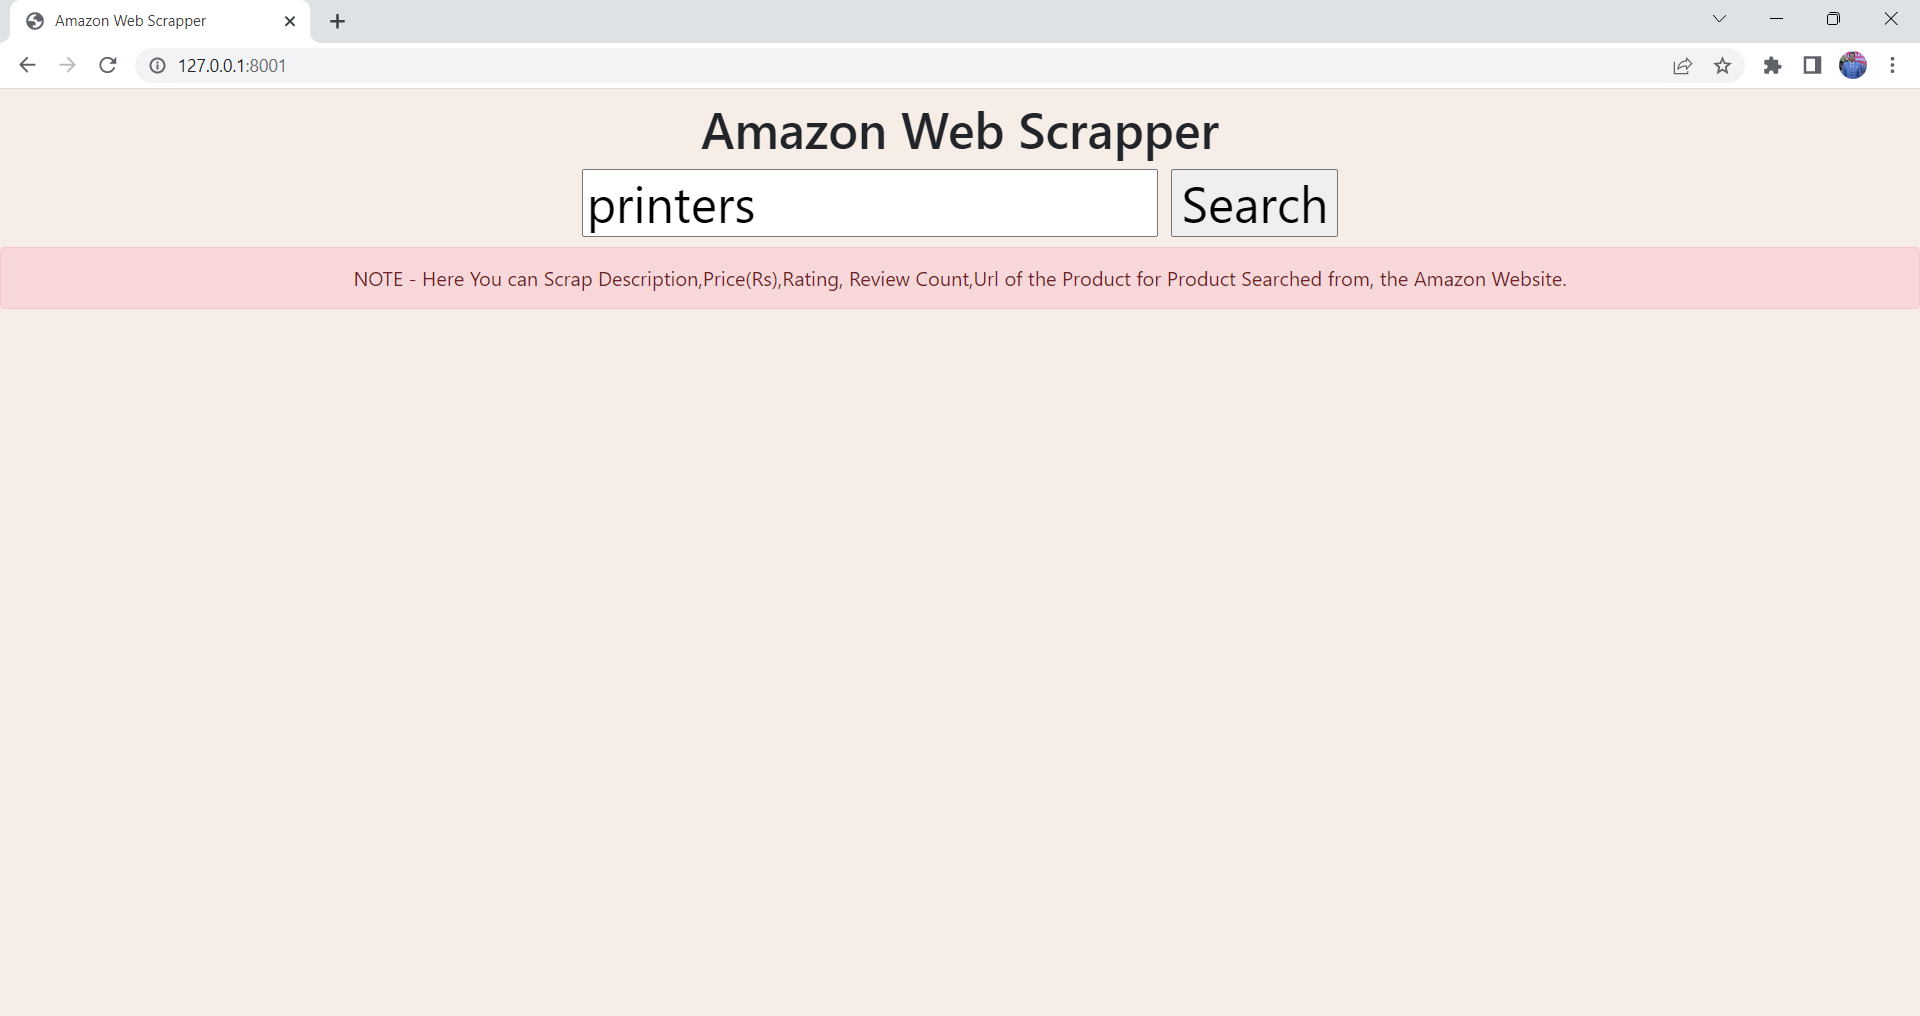 Amazon Web Scrapper
127.0.0.1:8001
Amazon Web Scrapper
printers Search
NOTE - Here You can Scrap Description,Price(Rs),Rating, Review Count,Url of the Product for Product Searched from, the Amazon Website.